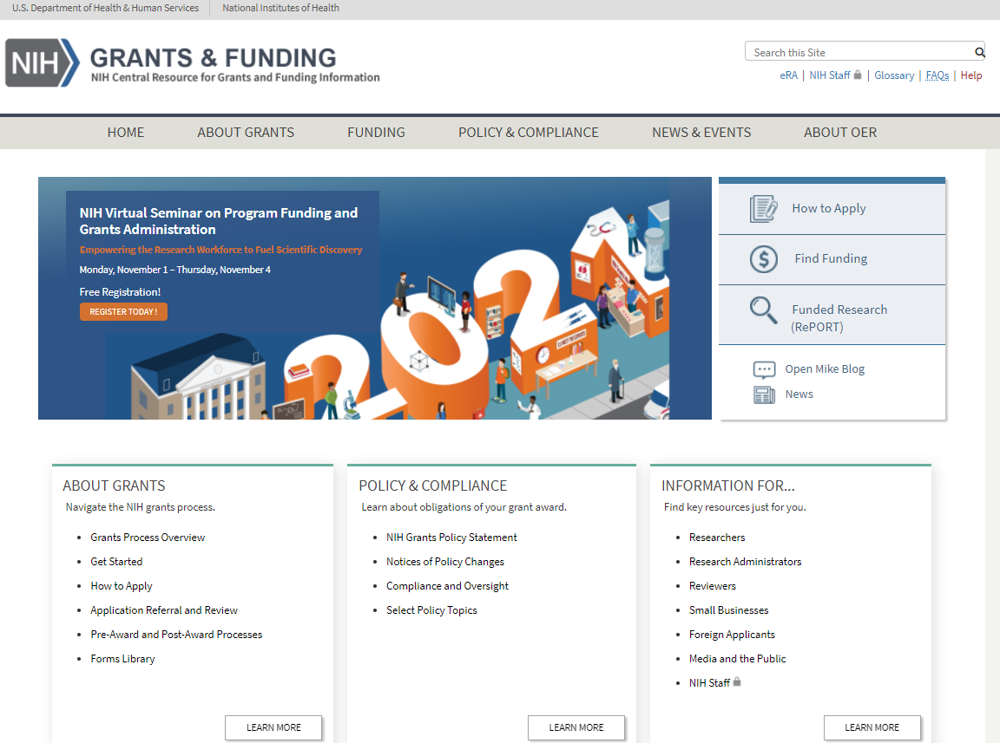 U.S. Department of Health & Human Services
National Institutes of Health
NIH
GRANTS & FUNDING
NIH Central Resource for Grants and Funding Information
Search this Site
eRA | NIH Staff | Glossary | FAQs | Help
HOME
ABOUT GRANTS
FUNDING
POLICY & COMPLIANCE
NEWS & EVENTS
ABOUT OER
NIH Virtual Seminar on Program Funding and
Grants Administration
Empowering the Research Workforce to Fuel Scientific Discovery
Monday, November 1 – Thursday, November 4
Free Registration!
REGISTER TODAY !
2021
How to Apply
Find Funding
Funded Research
(RePORT)
Open Mike Blog
News
ABOUT GRANTS
Navigate the NIH grants process.
• Grants Process Overview
• Get Started
• How to Apply
• Application Referral and Review
• Pre-Award and Post-Award Processes
• Forms Library
LEARN MORE
POLICY & COMPLIANCE
Learn about obligations of your grant award.
• NIH Grants Policy Statement
• Notices of Policy Changes
• Compliance and Oversight
• Select Policy Topics
LEARN MORE
INFORMATION FOR...
Find key resources just for you.
• Researchers
• Research Administrators
• Reviewers
• Small Businesses
• Foreign Applicants
• Media and the Public
• NIH Staff
LEARN MORE